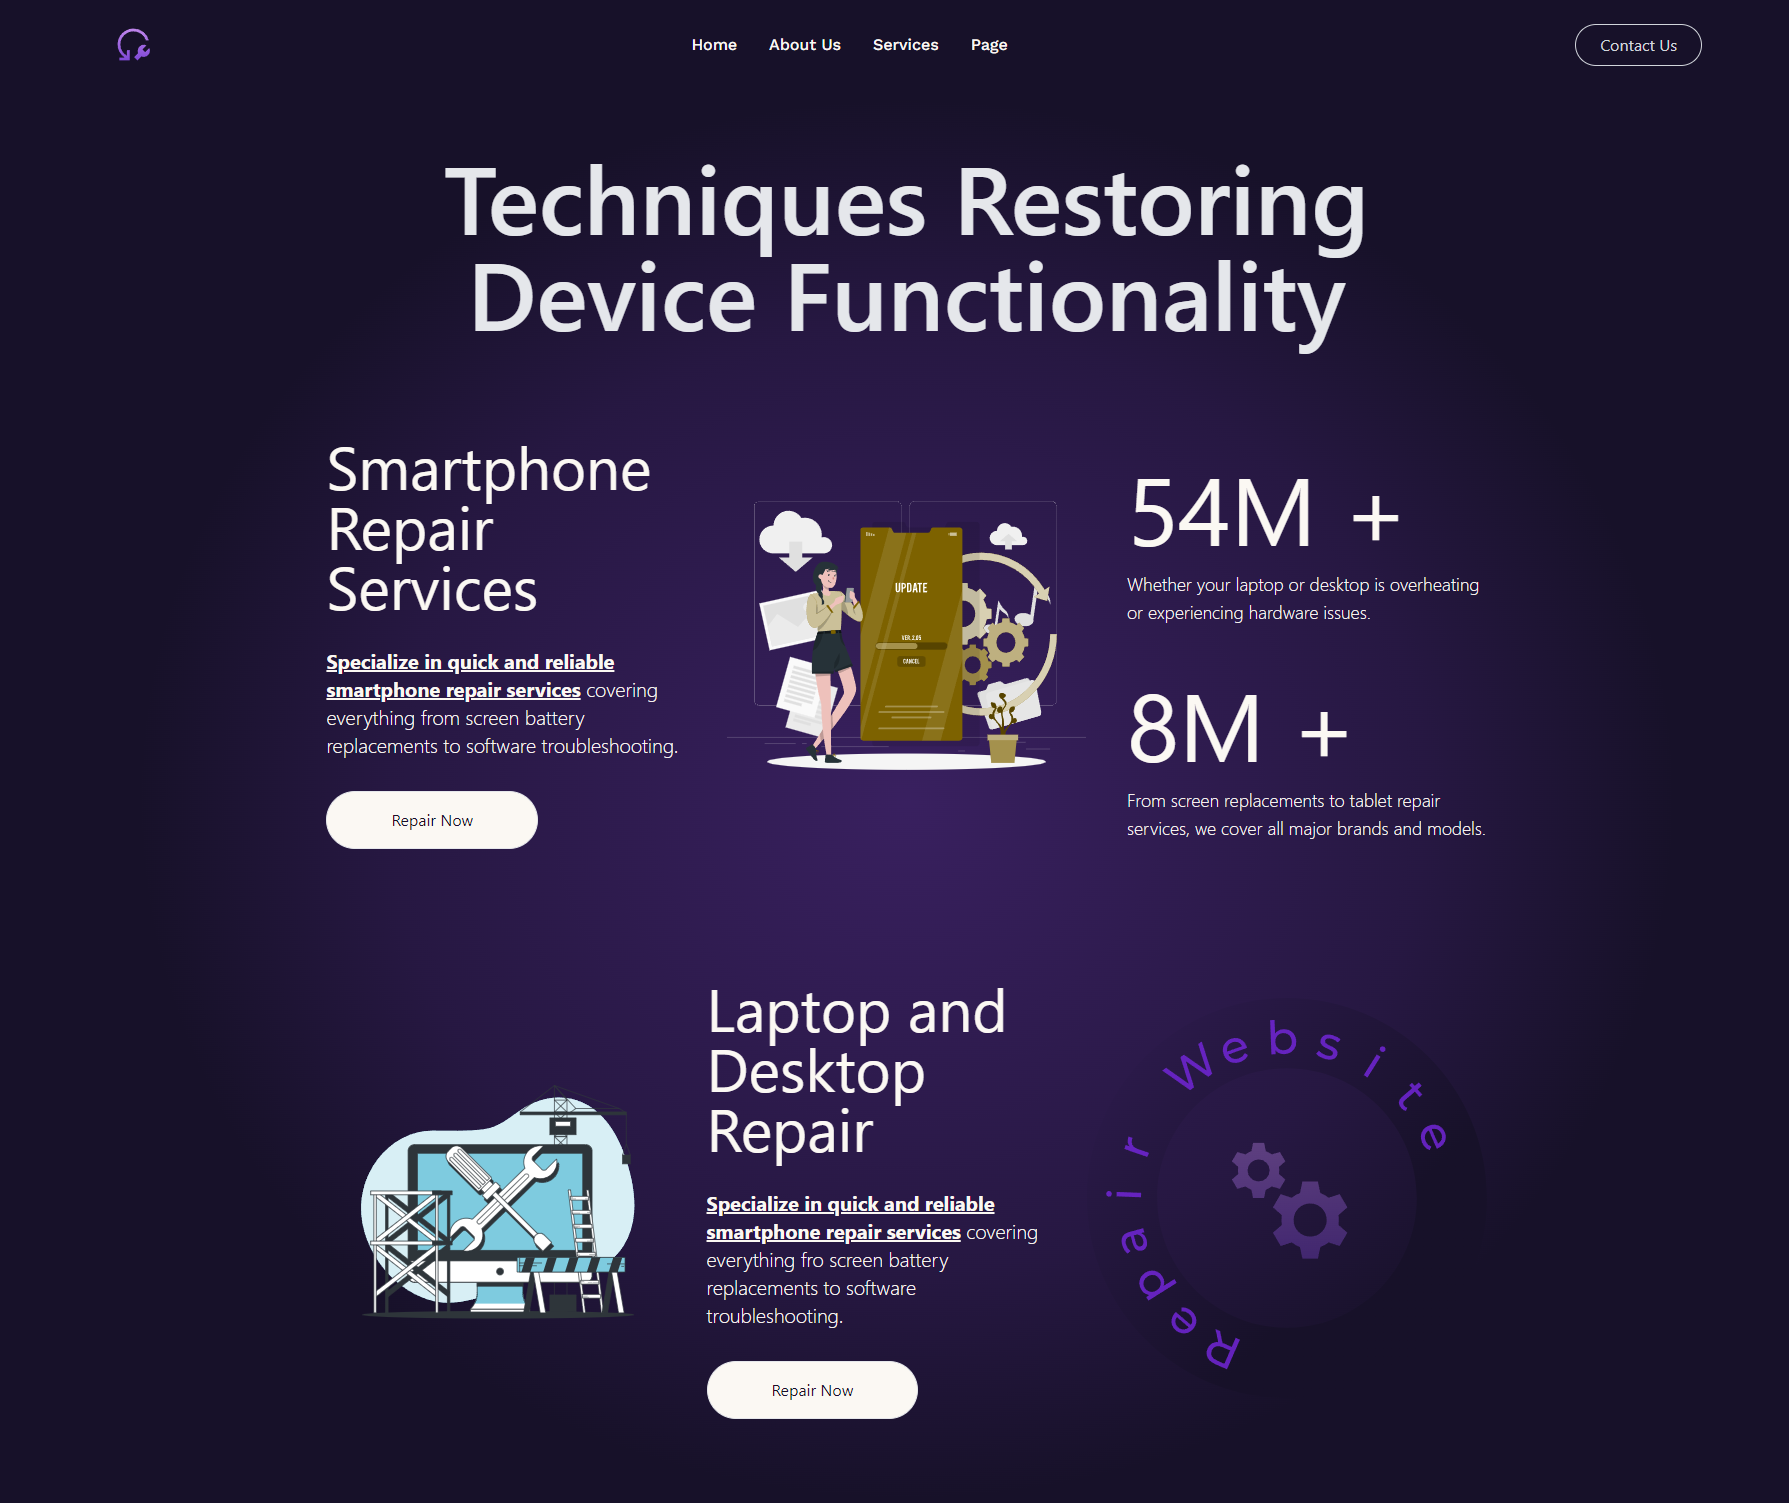 Home About Us Services Page
Contact Us
Techniques Restoring
Device Functionality
Smartphone
Repair
Services
Specialize in quick and reliable
smartphone repair services covering
everything from screen battery
replacements to software troubleshooting.
Repair Now
UPDATE
VER.2.05
CANCEL
54M +
Whether your laptop or desktop is overheating
or experiencing hardware issues.
8M +
From screen replacements to tablet repair
services, we cover all major brands and models.
Laptop and
Desktop
Repair
Specialize in quick and reliable
smartphone repair services covering
everything fro screen battery
replacements to software
troubleshooting.
Repair Now
Repair Website